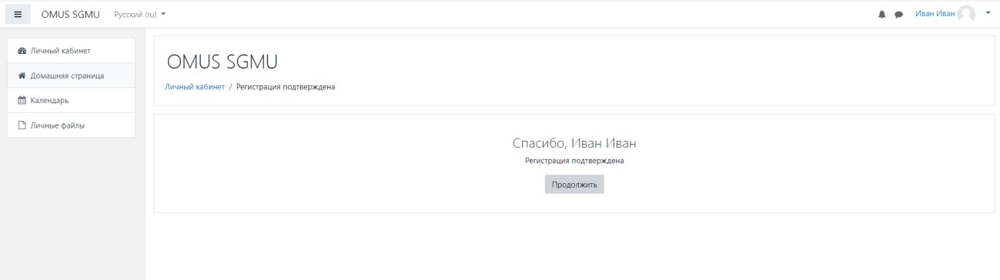 OMUS SGMU Русский (ru) Иван Иван
Личный кабинет
Домашняя страница
Календарь
Личные файлы
OMUS SGMU
Личный кабинет / Регистрация подтверждена
Спасибо, Иван Иван
Регистрация подтверждена
Продолжить